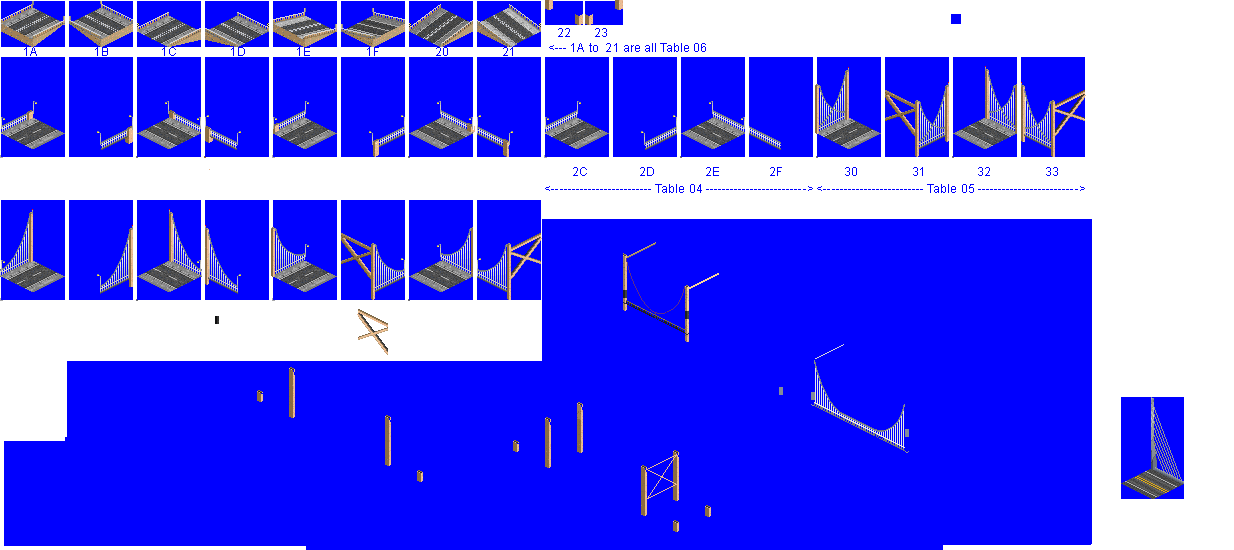 22 23
1A 1B 1C 1D 1E 1F 20 21
<--- 1A to 21 are all Table 06
2C 2D 2E 2F 30 31 32 33
<---------------------- Table 04 ----------------------> <---------------------- Table 05 ---------------------->